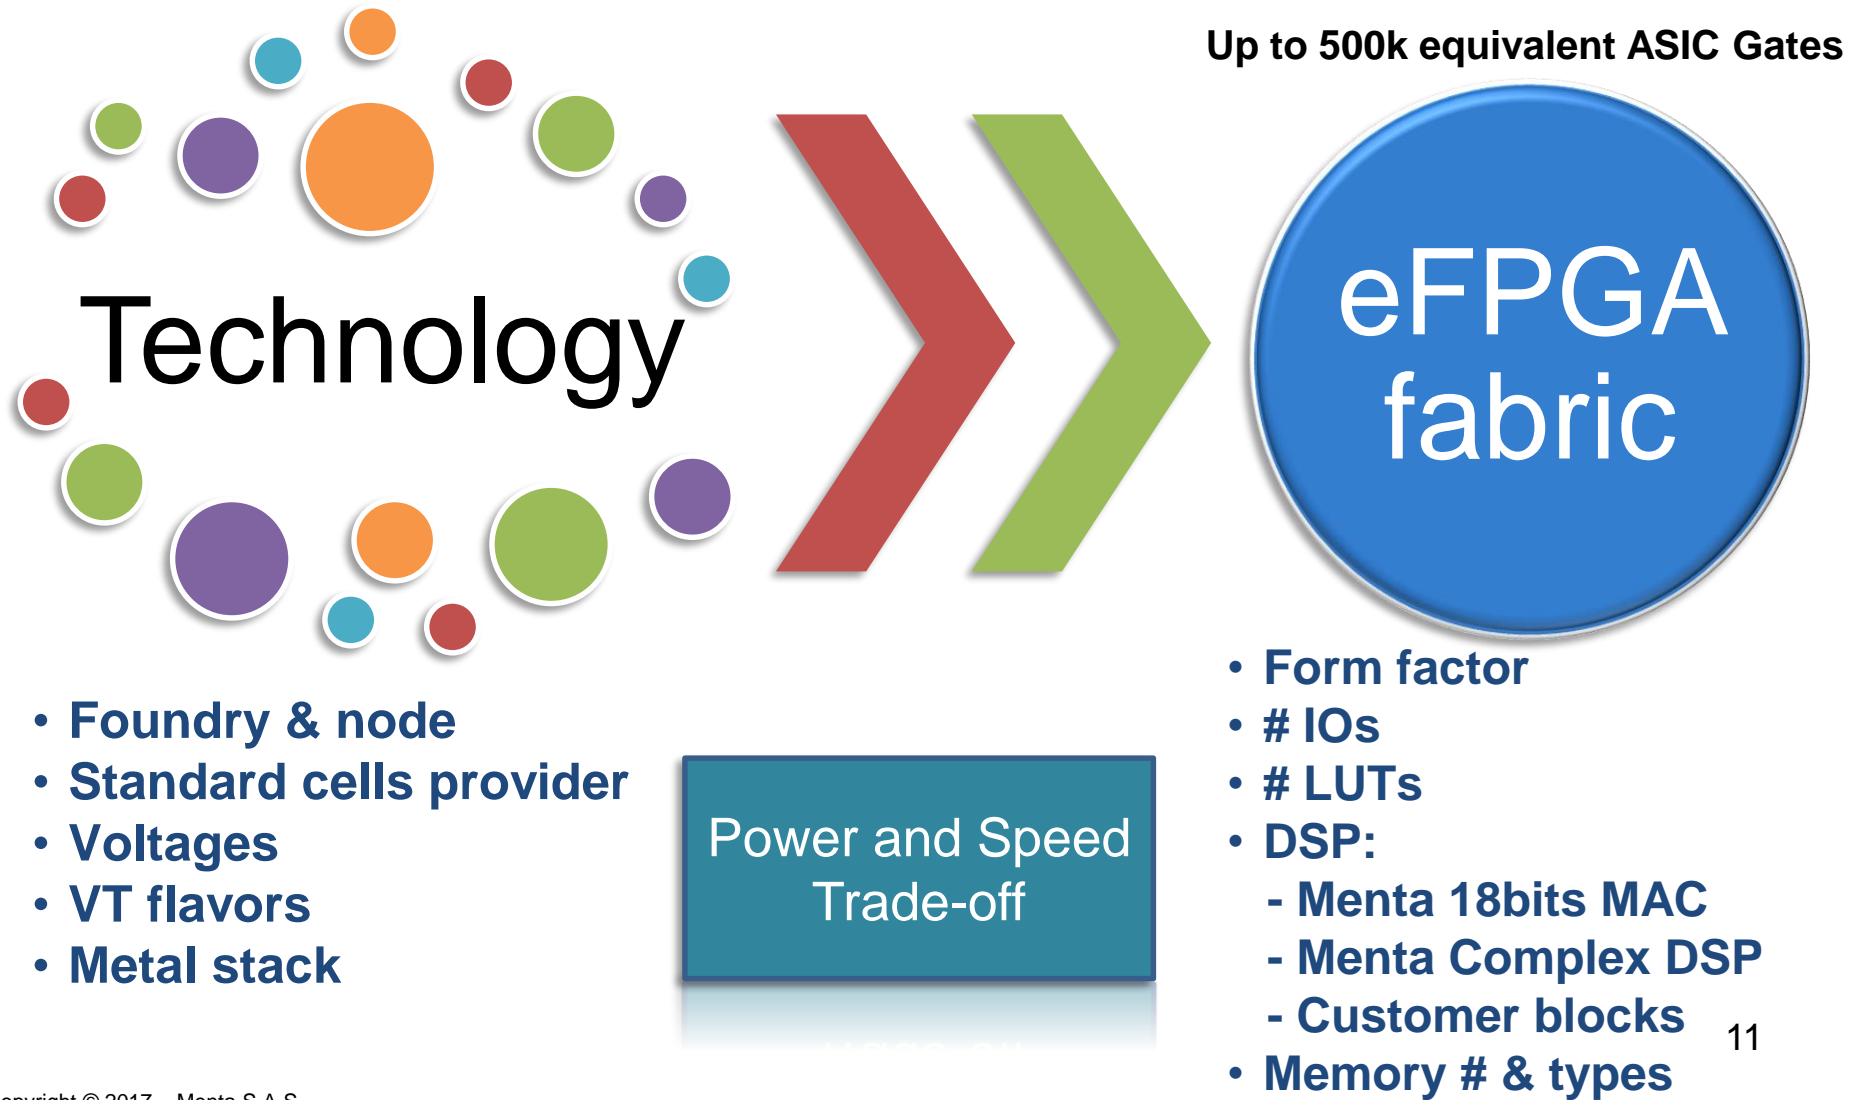 Up to 500k equivalent ASIC Gates
Technology
eFPGA
fabric
• Foundry & node
• Standard cells provider
• Voltages
• VT flavors
• Metal stack
Power and Speed
Trade-off
• Form factor
• # IOs
• # LUTs
• DSP:
- Menta 18bits MAC
- Menta Complex DSP
- Customer blocks
• Memory # & types
11